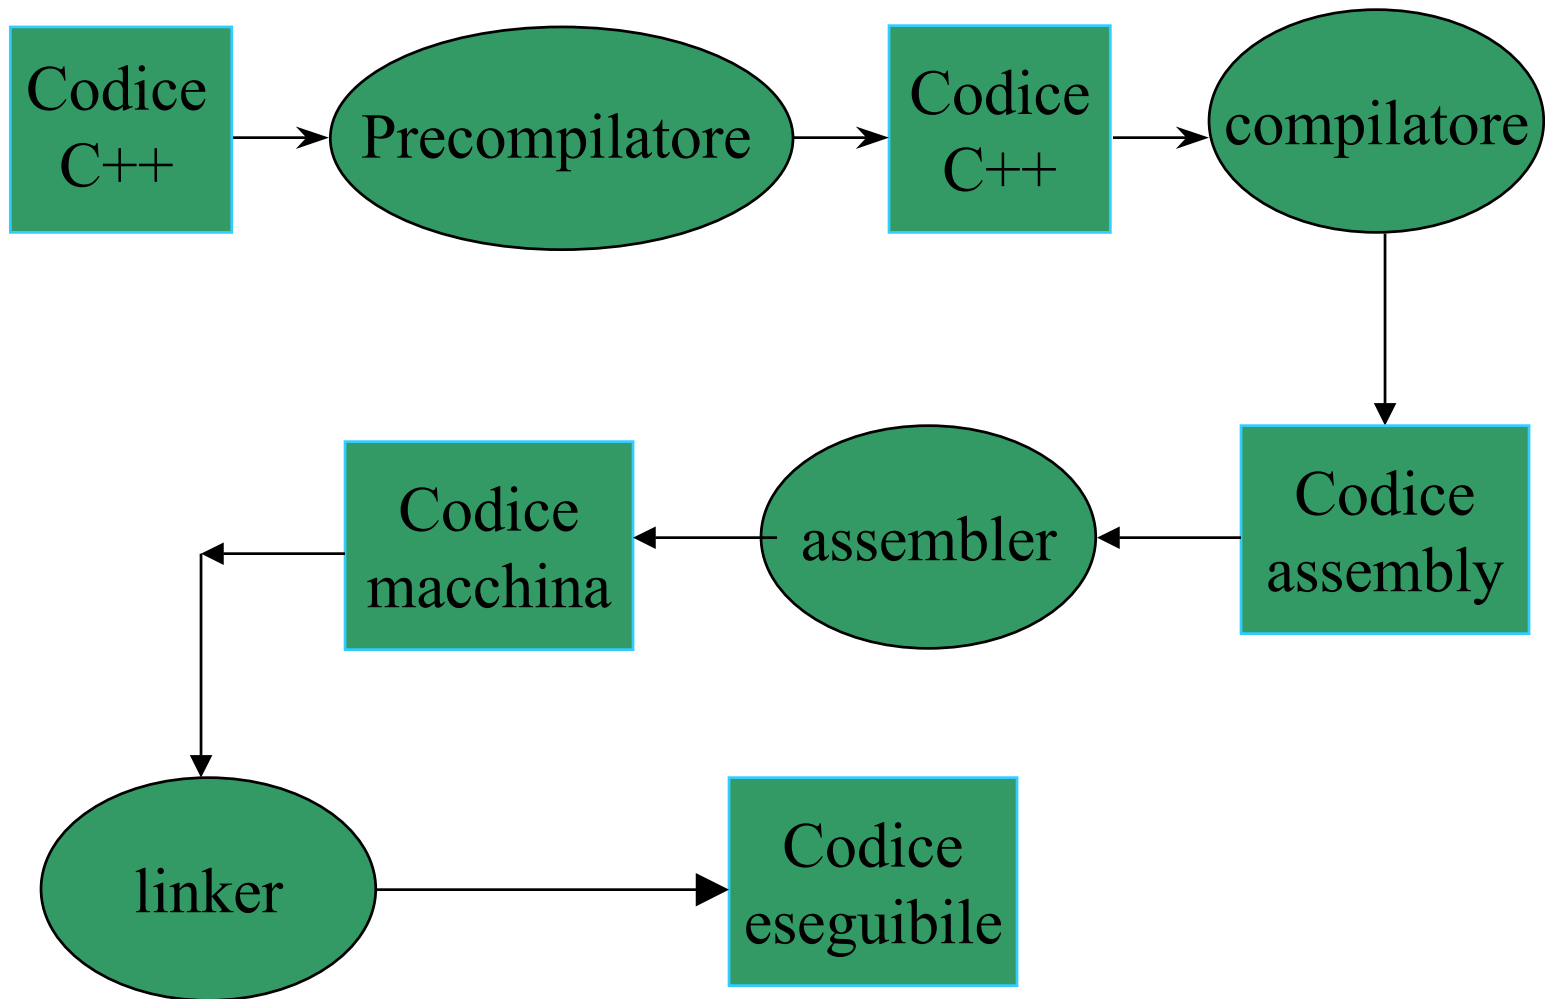 Codice
C++
Precompilatore
Codice
C++
compilatore
Codice
assembly
assembler
Codice
macchina
linker
Codice
eseguibile